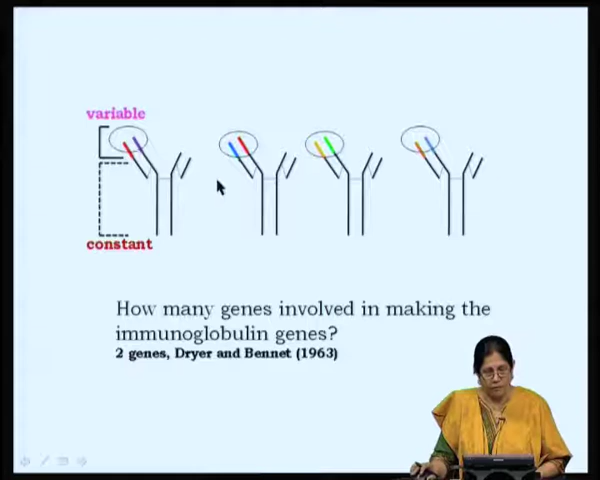 variable
constant
How many genes involved in making the
immunoglobulin genes?
2 genes, Dryer and Bennet (1963)